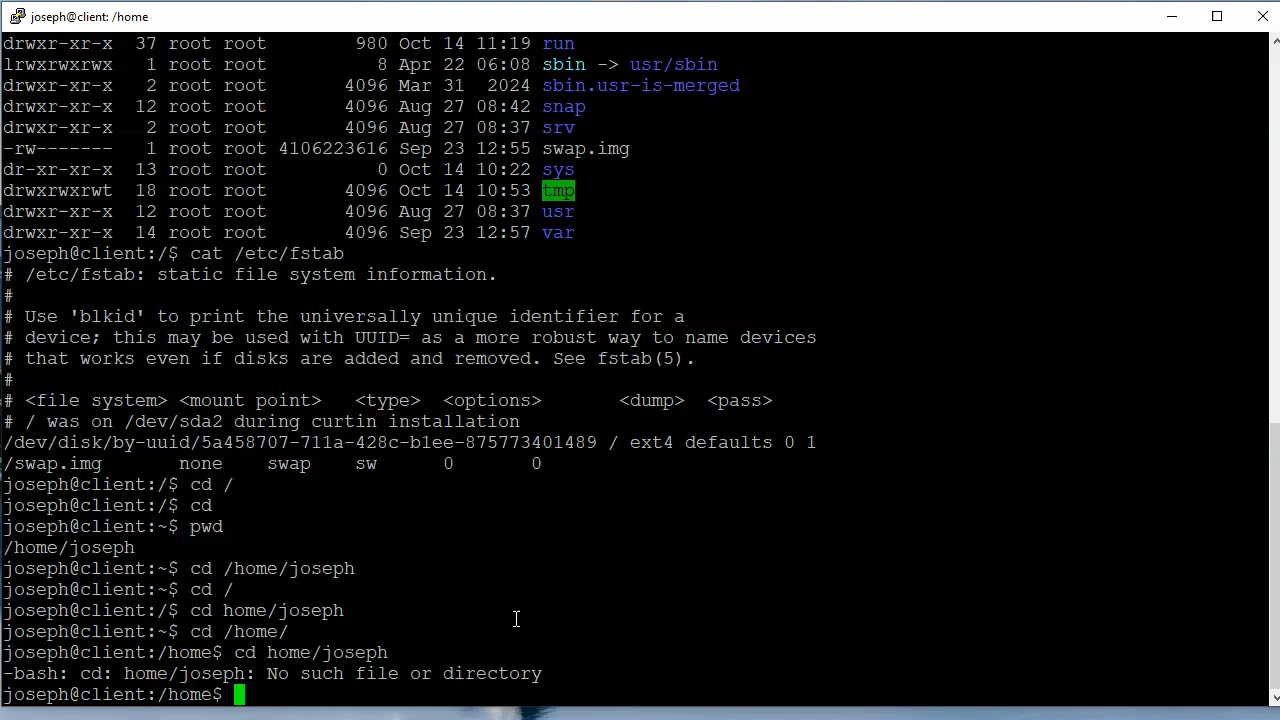 joseph@client: /home
drwxr-xr-x  37 root root        980 Oct 14 11:19 run
lrwxrwxrwx   1 root root          8 Apr 22 06:08 sbin -> usr/sbin
drwxr-xr-x   2 root root       4096 Mar 31  2024 sbin.usr-is-merged
drwxr-xr-x  12 root root       4096 Aug 27 08:42 snap
drwxr-xr-x   2 root root       4096 Aug 27 08:37 srv
-rw-------   1 root root 4106223616 Sep 23 12:55 swap.img
dr-xr-xr-x  13 root root          0 Oct 14 10:22 sys
drwxrwxrwt  18 root root       4096 Oct 14 10:53 tmp
drwxr-xr-x  12 root root       4096 Aug 27 08:37 usr
drwxr-xr-x  14 root root       4096 Sep 23 12:57 var
joseph@client:/$ cat /etc/fstab
# /etc/fstab: static file system information.
#
# Use 'blkid' to print the universally unique identifier for a
# device; this may be used with UUID= as a more robust way to name devices
# that works even if disks are added and removed. See fstab(5).
#
# <file system> <mount point>   <type>  <options>       <dump>  <pass>
# / was on /dev/sda2 during curtin installation
/dev/disk/by-uuid/5a458707-711a-428c-b1ee-875773401489 / ext4 defaults 0 1
/swap.img       none    swap    sw      0       0
joseph@client:/$ cd /
joseph@client:/$ cd
joseph@client:~$ pwd
/home/joseph
joseph@client:~$ cd /home/joseph
joseph@client:~$ cd /
joseph@client:/$ cd home/joseph
joseph@client:~$ cd /home/
joseph@client:/home$ cd home/joseph
-bash: cd: home/joseph: No such file or directory
joseph@client:/home$